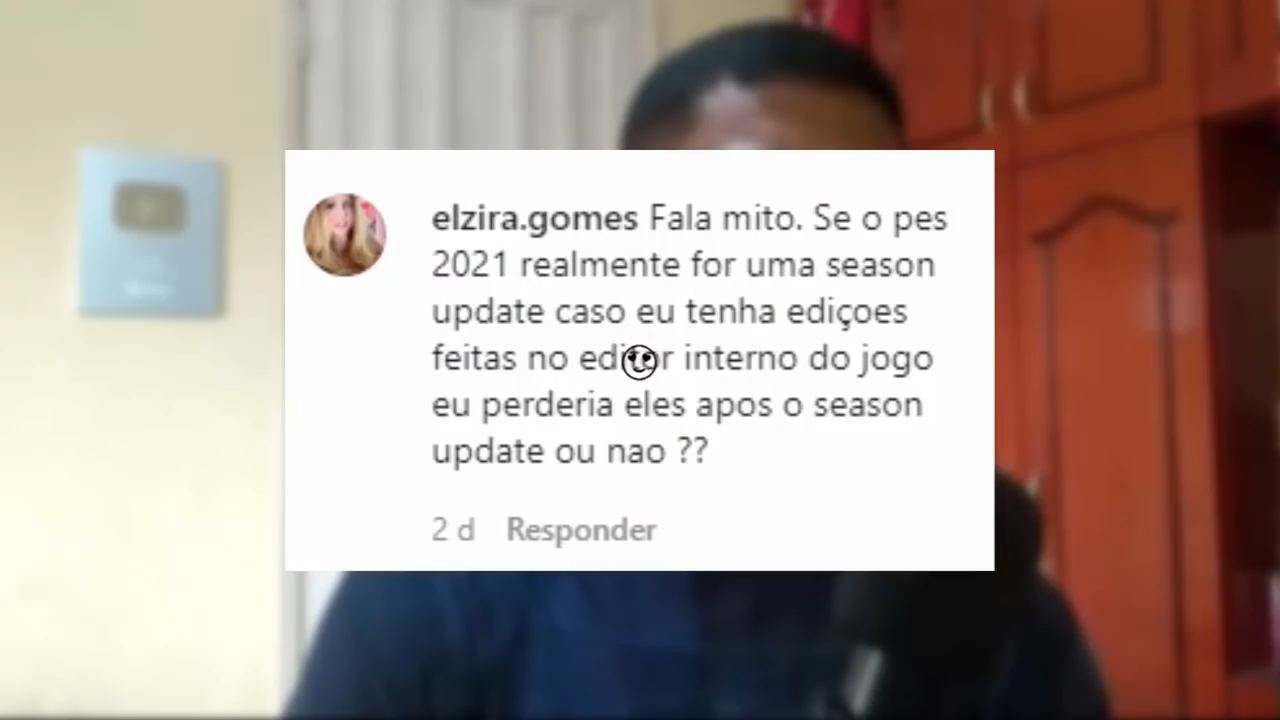 elzira.gomes Fala mito. Se o pes
2021 realmente for uma season
update caso eu tenha ediçoes
feitas no editor interno do jogo
eu perderia eles apos o season
update ou nao ??
2 d Responder